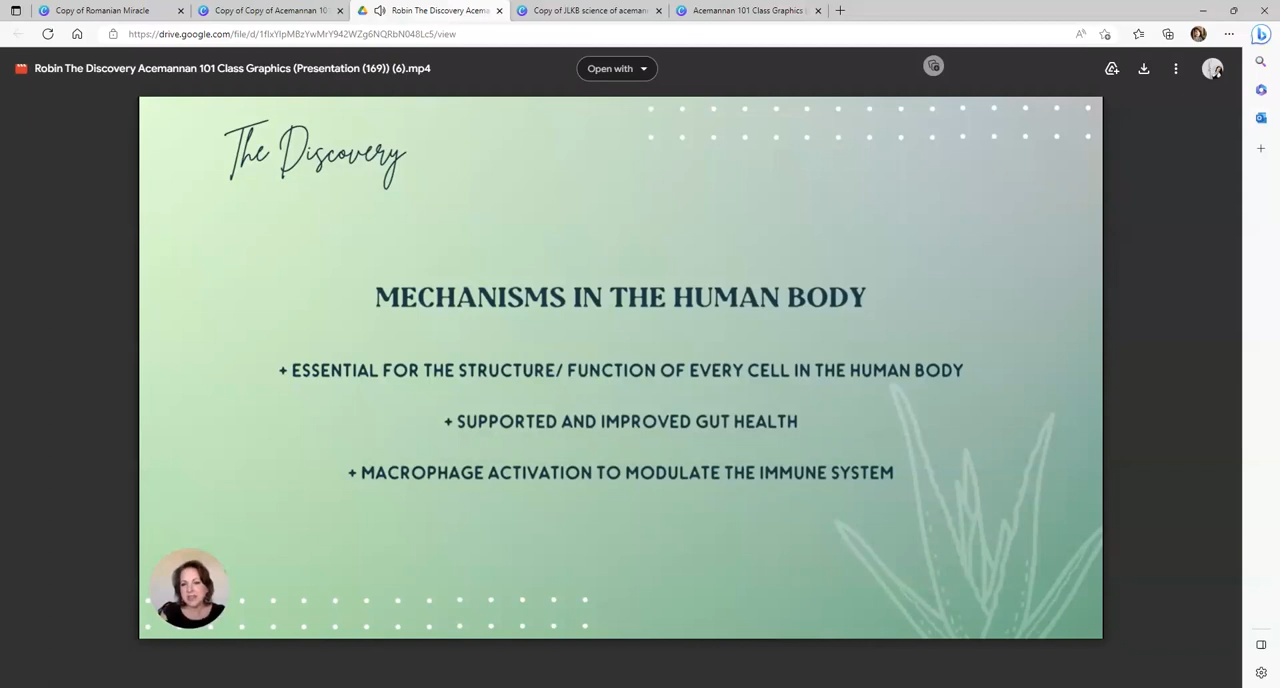 Copy of Romanian Miracle
Copy of Copy of Acemannan 10
Robin The Discovery Acema
Copy of JLKB science of aceman
Acemannan 101 Class Graphics (
https://drive.google.com/file/d/1fIxYIpMBzYwMrY942WZg6NQRbN048Lc5/view
Robin The Discovery Acemannan 101 Class Graphics (Presentation (169)) (6).mp4
Open with
The Discovery
MECHANISMS IN THE HUMAN BODY
+ ESSENTIAL FOR THE STRUCTURE/ FUNCTION OF EVERY CELL IN THE HUMAN BODY
+ SUPPORTED AND IMPROVED GUT HEALTH
+ MACROPHAGE ACTIVATION TO MODULATE THE IMMUNE SYSTEM